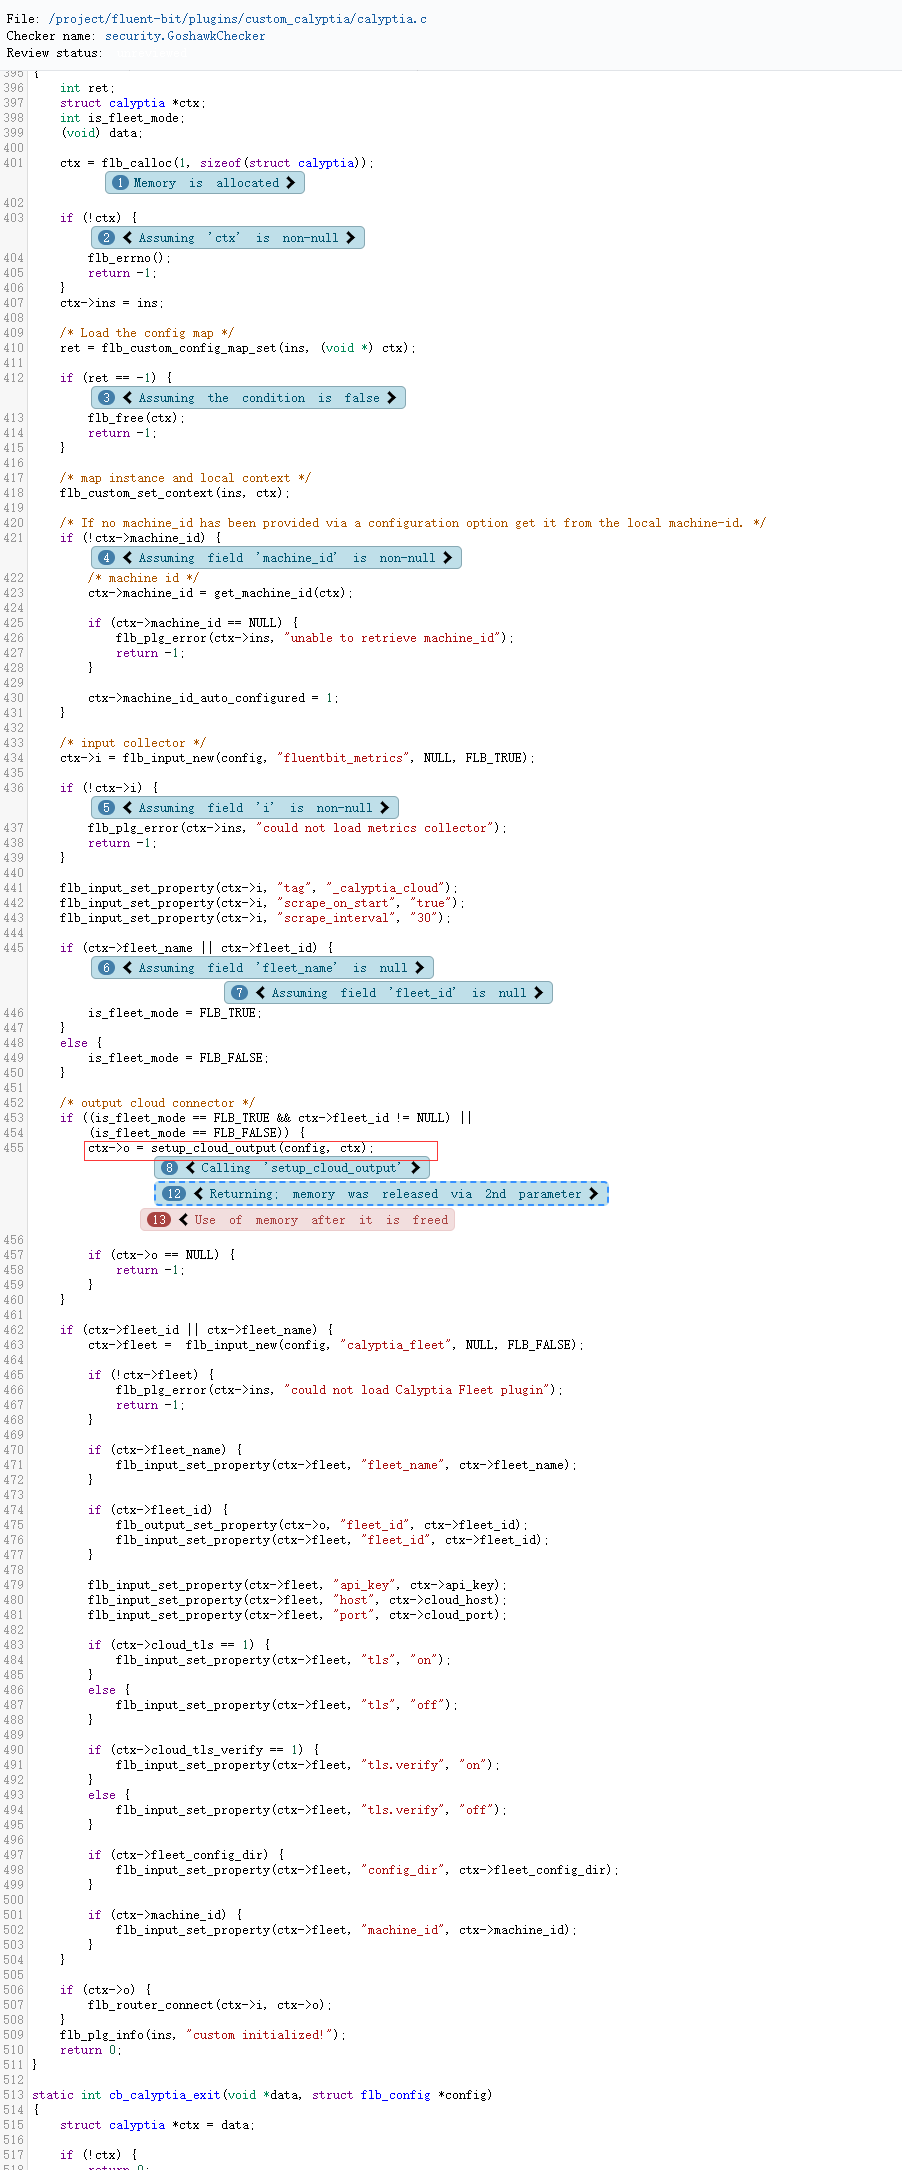 File: /project/fluent-bit/plugins/custom_calyptia/calyptia.c
Checker name: security.GoshawkChecker
Review status:
395 {
396     int ret;
397     struct calyptia *ctx;
398     int is_fleet_mode;
399     (void) data;
400
401     ctx = flb_calloc(1, sizeof(struct calyptia));
1 Memory is allocated ❯
402
403     if (!ctx) {
2 ❮ Assuming 'ctx' is non-null ❯
404         flb_errno();
405         return -1;
406     }
407     ctx->ins = ins;
408
409     /* Load the config map */
410     ret = flb_custom_config_map_set(ins, (void *) ctx);
411
412     if (ret == -1) {
3 ❮ Assuming the condition is false ❯
413         flb_free(ctx);
414         return -1;
415     }
416
417     /* map instance and local context */
418     flb_custom_set_context(ins, ctx);
419
420     /* If no machine_id has been provided via a configuration option get it from the local machine-id. */
421     if (!ctx->machine_id) {
4 ❮ Assuming field 'machine_id' is non-null ❯
422         /* machine id */
423         ctx->machine_id = get_machine_id(ctx);
424
425         if (ctx->machine_id == NULL) {
426             flb_plg_error(ctx->ins, "unable to retrieve machine_id");
427             return -1;
428         }
429
430         ctx->machine_id_auto_configured = 1;
431     }
432
433     /* input collector */
434     ctx->i = flb_input_new(config, "fluentbit_metrics", NULL, FLB_TRUE);
435
436     if (!ctx->i) {
5 ❮ Assuming field 'i' is non-null ❯
437         flb_plg_error(ctx->ins, "could not load metrics collector");
438         return -1;
439     }
440
441     flb_input_set_property(ctx->i, "tag", "_calyptia_cloud");
442     flb_input_set_property(ctx->i, "scrape_on_start", "true");
443     flb_input_set_property(ctx->i, "scrape_interval", "30");
444
445     if (ctx->fleet_name || ctx->fleet_id) {
6 ❮ Assuming field 'fleet_name' is null ❯
7 ❮ Assuming field 'fleet_id' is null ❯
446         is_fleet_mode = FLB_TRUE;
447     }
448     else {
449         is_fleet_mode = FLB_FALSE;
450     }
451
452     /* output cloud connector */
453     if ((is_fleet_mode == FLB_TRUE && ctx->fleet_id != NULL) ||
454         (is_fleet_mode == FLB_FALSE)) {
455         ctx->o = setup_cloud_output(config, ctx);
8 ❮ Calling 'setup_cloud_output' ❯
12 ❮ Returning; memory was released via 2nd parameter ❯
13 ❮ Use of memory after it is freed
456
457         if (ctx->o == NULL) {
458             return -1;
459         }
460     }
461
462     if (ctx->fleet_id || ctx->fleet_name) {
463         ctx->fleet =  flb_input_new(config, "calyptia_fleet", NULL, FLB_FALSE);
464
465         if (!ctx->fleet) {
466             flb_plg_error(ctx->ins, "could not load Calyptia Fleet plugin");
467             return -1;
468         }
469
470         if (ctx->fleet_name) {
471             flb_input_set_property(ctx->fleet, "fleet_name", ctx->fleet_name);
472         }
473
474         if (ctx->fleet_id) {
475             flb_output_set_property(ctx->o, "fleet_id", ctx->fleet_id);
476             flb_input_set_property(ctx->fleet, "fleet_id", ctx->fleet_id);
477         }
478
479         flb_input_set_property(ctx->fleet, "api_key", ctx->api_key);
480         flb_input_set_property(ctx->fleet, "host", ctx->cloud_host);
481         flb_input_set_property(ctx->fleet, "port", ctx->cloud_port);
482
483         if (ctx->cloud_tls == 1) {
484             flb_input_set_property(ctx->fleet, "tls", "on");
485         }
486         else {
487             flb_input_set_property(ctx->fleet, "tls", "off");
488         }
489
490         if (ctx->cloud_tls_verify == 1) {
491             flb_input_set_property(ctx->fleet, "tls.verify", "on");
492         }
493         else {
494             flb_input_set_property(ctx->fleet, "tls.verify", "off");
495         }
496
497         if (ctx->fleet_config_dir) {
498             flb_input_set_property(ctx->fleet, "config_dir", ctx->fleet_config_dir);
499         }
500
501         if (ctx->machine_id) {
502             flb_input_set_property(ctx->fleet, "machine_id", ctx->machine_id);
503         }
504     }
505
506     if (ctx->o) {
507         flb_router_connect(ctx->i, ctx->o);
508     }
509     flb_plg_info(ins, "custom initialized!");
510     return 0;
511 }
512
513 static int cb_calyptia_exit(void *data, struct flb_config *config)
514 {
515     struct calyptia *ctx = data;
516
517     if (!ctx) {
518         return 0;